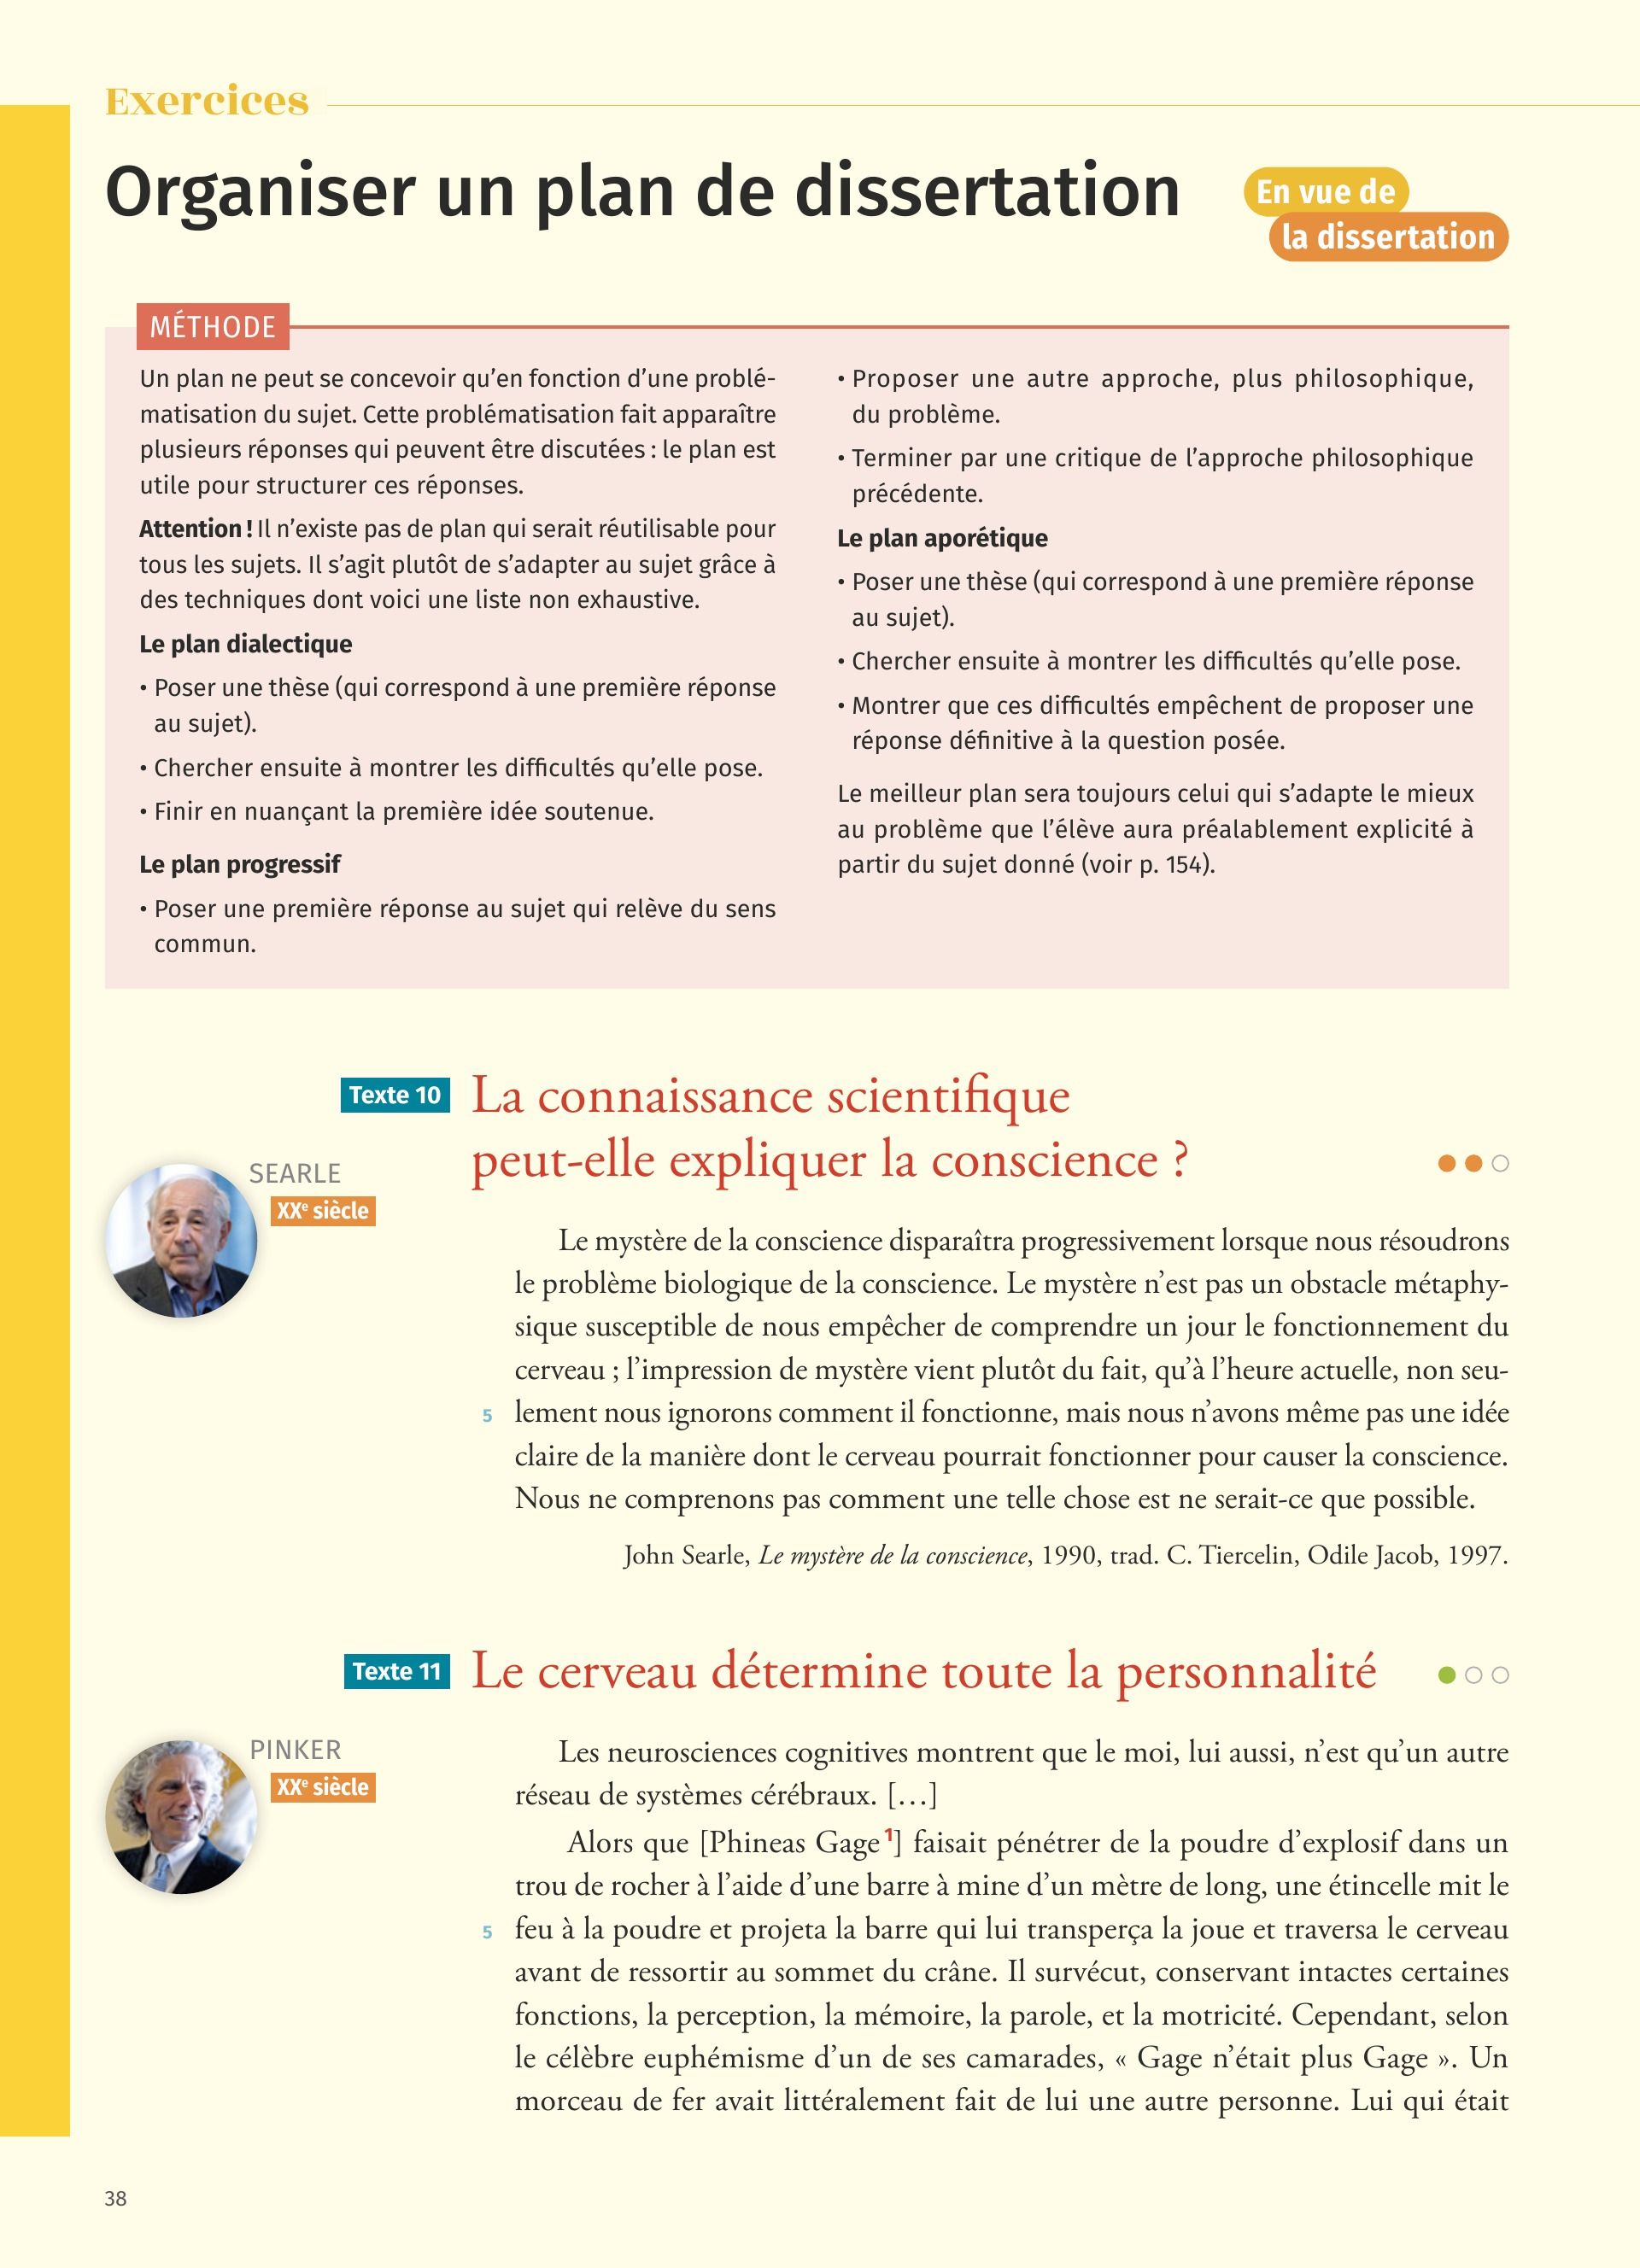 Exercices
Organiser un plan de dissertation
En vue de
la dissertation
MÉTHODE
Un plan ne peut se concevoir qu’en fonction d’une problé-
matisation du sujet. Cette problématisation fait apparaître
plusieurs réponses qui peuvent être discutées : le plan est
utile pour structurer ces réponses.
Attention ! Il n’existe pas de plan qui serait réutilisable pour
tous les sujets. Il s’agit plutôt de s’adapter au sujet grâce à
des techniques dont voici une liste non exhaustive.
Le plan dialectique
• Poser une thèse (qui correspond à une première réponse
au sujet).
• Chercher ensuite à montrer les difficultés qu’elle pose.
• Finir en nuançant la première idée soutenue.
Le plan progressif
• Poser une première réponse au sujet qui relève du sens
commun.
• Proposer une autre approche, plus philosophique,
du problème.
• Terminer par une critique de l’approche philosophique
précédente.
Le plan aporétique
• Poser une thèse (qui correspond à une première réponse
au sujet).
• Chercher ensuite à montrer les difficultés qu’elle pose.
• Montrer que ces difficultés empêchent de proposer une
réponse définitive à la question posée.
Le meilleur plan sera toujours celui qui s’adapte le mieux
au problème que l’élève aura préalablement explicité à
partir du sujet donné (voir p. 154).
Texte 10
La connaissance scientifique
peut-elle expliquer la conscience ?
SEARLE
XXe siècle
Le mystère de la conscience disparaîtra progressivement lorsque nous résoudrons
le problème biologique de la conscience. Le mystère n’est pas un obstacle métaphy-
sique susceptible de nous empêcher de comprendre un jour le fonctionnement du
cerveau ; l’impression de mystère vient plutôt du fait, qu’à l’heure actuelle, non seu-
5 lement nous ignorons comment il fonctionne, mais nous n’avons même pas une idée
claire de la manière dont le cerveau pourrait fonctionner pour causer la conscience.
Nous ne comprenons pas comment une telle chose est ne serait-ce que possible.
John Searle, Le mystère de la conscience, 1990, trad. C. Tiercelin, Odile Jacob, 1997.
Texte 11
Le cerveau détermine toute la personnalité
PINKER
XXe siècle
Les neurosciences cognitives montrent que le moi, lui aussi, n’est qu’un autre
réseau de systèmes cérébraux. […]
Alors que [Phineas Gage1] faisait pénétrer de la poudre d’explosif dans un
trou de rocher à l’aide d’une barre à mine d’un mètre de long, une étincelle mit le
5 feu à la poudre et projeta la barre qui lui transperça la joue et traversa le cerveau
avant de ressortir au sommet du crâne. Il survécut, conservant intactes certaines
fonctions, la perception, la mémoire, la parole, et la motricité. Cependant, selon
le célèbre euphémisme d’un de ses camarades, « Gage n’était plus Gage ». Un
morceau de fer avait littéralement fait de lui une autre personne. Lui qui était
38